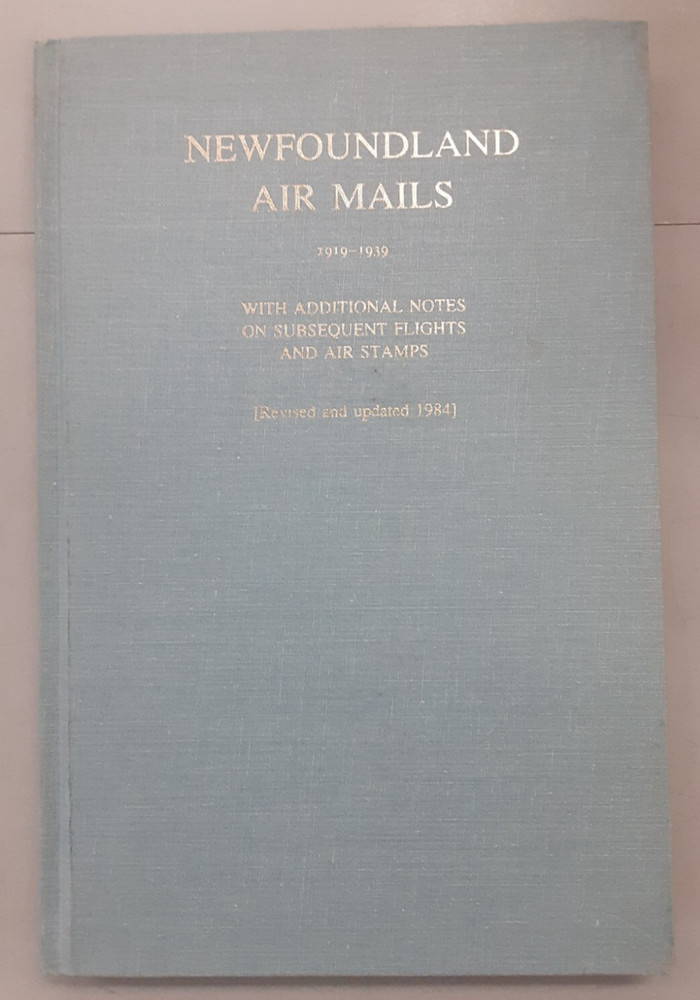 NEWFOUNDLAND
AIR MAILS
1919-1939
WITH ADDITIONAL NOTES
ON SUBSEQUENT FLIGHTS
AND AIR STAMPS
[Revised and updated 1984]